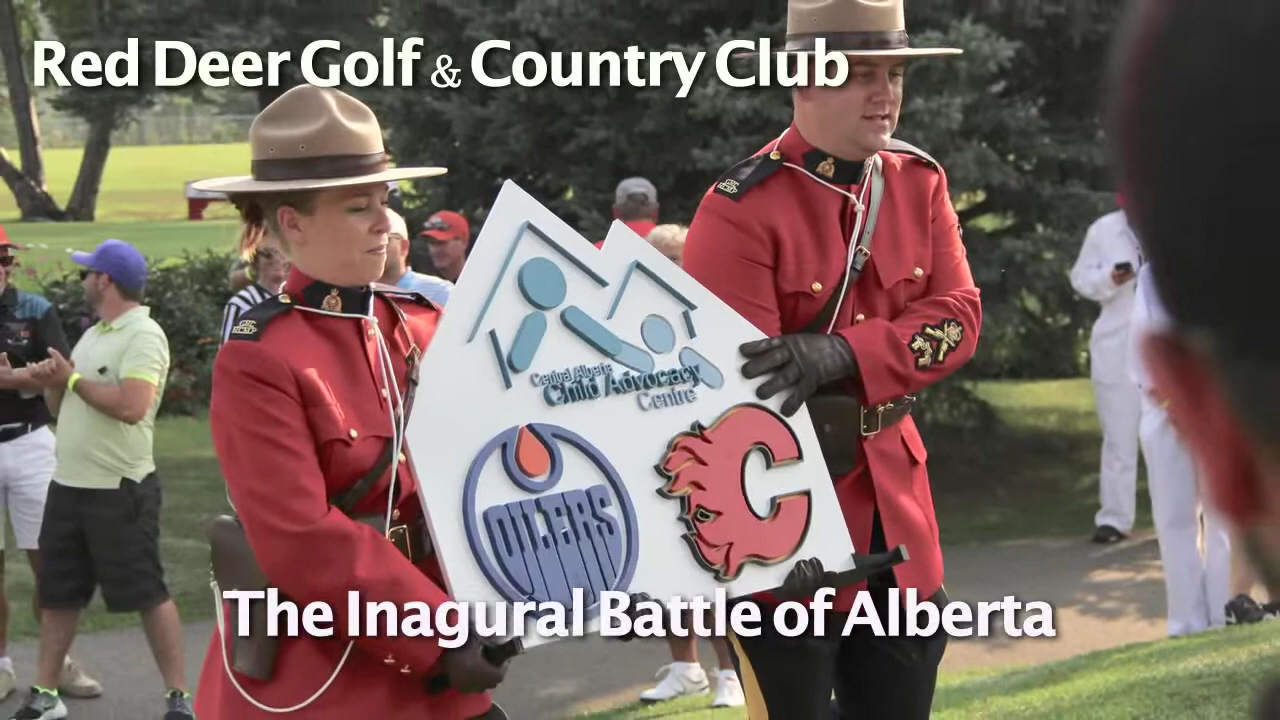 Red Deer Golf & Country Club
Central Alberta
Child Advocacy
Centre
OILERS
C
The Inagural Battle of Alberta